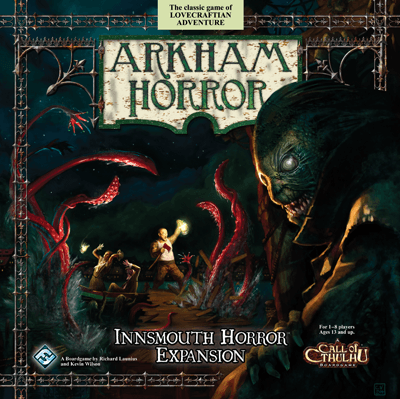 The classic game of
LOVECRAFTIAN
ADVENTURE
ARKHAM
HORROR
INNSMOUTH HORROR
EXPANSION
A Boardgame by Richard Launius
and Kevin Wilson
For 1-8 players
Ages 13 and up.
A
CALL OF
CTHULHU
BOARDGAME